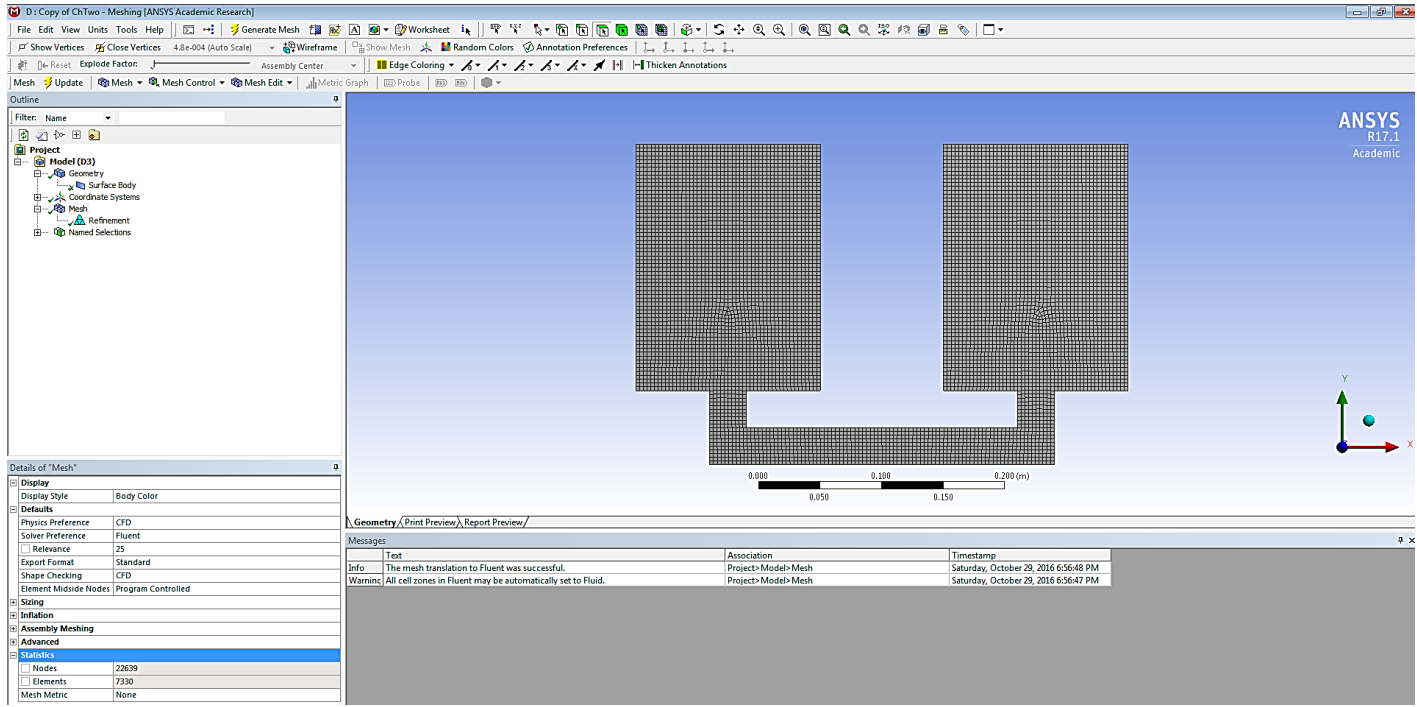 D : Copy of ChTwo - Meshing [ANSYS Academic Research]
File Edit View Units Tools Help Generate Mesh Worksheet
Show Vertices Close Vertices 4.8e-004 (Auto Scale) Wireframe Show Mesh Random Colors Annotation Preferences
Reset Explode Factor: Assembly Center Edge Coloring Thicken Annotations
Mesh Update Mesh Mesh Control Mesh Edit Metric Graph Probe
Outline
Filter: Name
Project
Model (D3)
Geometry
Surface Body
Coordinate Systems
Mesh
Refinement
Named Selections
ANSYS
R17.1
Academic
Y
X
0.000 0.100 0.200 (m)
0.050 0.150
Geometry Print Preview Report Preview
Details of "Mesh"
Display
Display Style Body Color
Defaults
Physics Preference CFD
Solver Preference Fluent
Relevance 25
Export Format Standard
Shape Checking CFD
Element Midside Nodes Program Controlled
Sizing
Inflation
Assembly Meshing
Advanced
Statistics
Nodes 22639
Elements 7330
Mesh Metric None
Messages
Text Association Timestamp
Info The mesh translation to Fluent was successful. Project>Model>Mesh Saturday, October 29, 2016 6:56:48 PM
Warning All cell zones in Fluent may be automatically set to Fluid. Project>Model>Mesh Saturday, October 29, 2016 6:56:47 PM